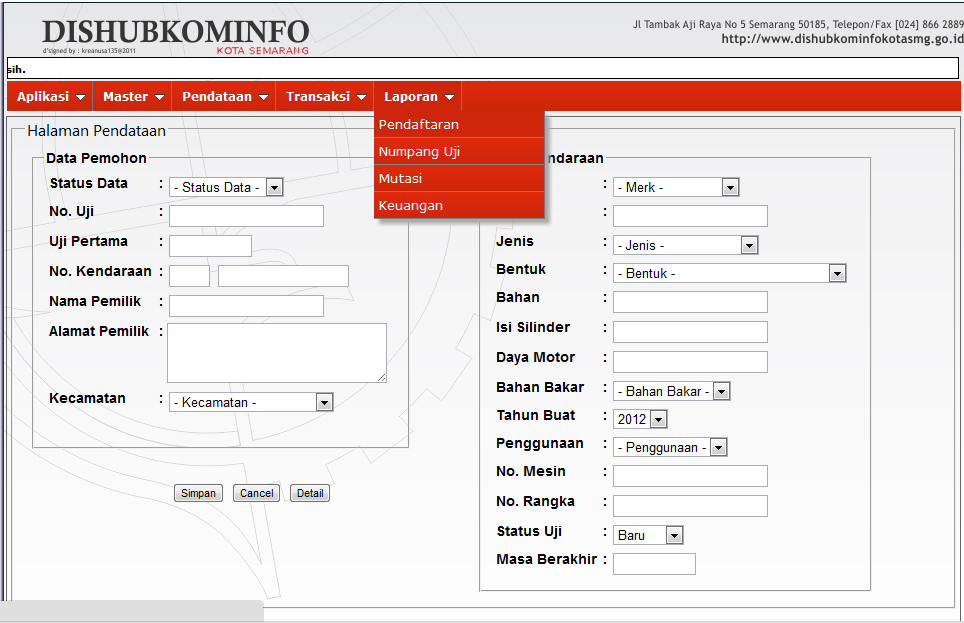 DISHUBKOMINFO
KOTA SEMARANG
d'signed by : kreanusa135@2011
Jl Tambak Aji Raya No 5 Semarang 50185, Telepon/Fax [024] 866 2889
http://www.dishubkominfokotasmg.go.id
sih.
Aplikasi Master Pendataan Transaksi Laporan
Pendaftaran
Numpang Uji
Mutasi
Keuangan
Halaman Pendataan
Data Pemohon
Status Data : - Status Data -
No. Uji :
Uji Pertama :
No. Kendaraan :
Nama Pemilik :
Alamat Pemilik :
Kecamatan : - Kecamatan -
Simpan Cancel Detail
ndaraan
: - Merk -
:
Jenis : - Jenis -
Bentuk : - Bentuk -
Bahan :
Isi Silinder :
Daya Motor :
Bahan Bakar : - Bahan Bakar -
Tahun Buat : 2012
Penggunaan : - Penggunaan -
No. Mesin :
No. Rangka :
Status Uji : Baru
Masa Berakhir :